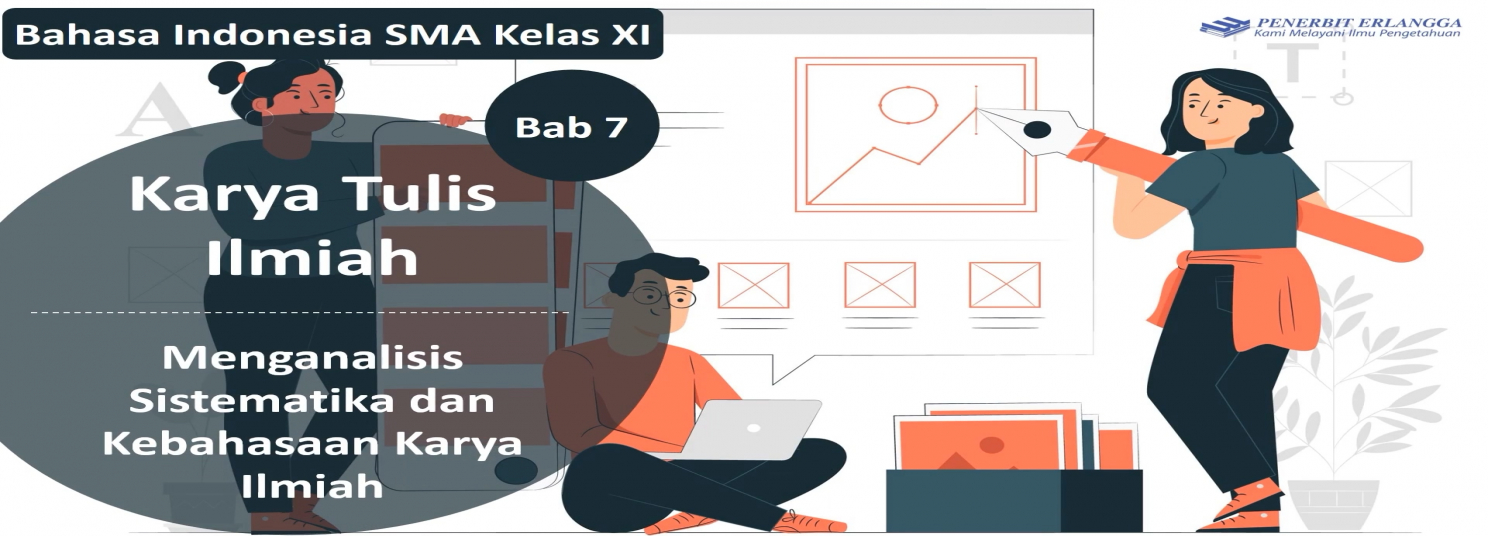 Bahasa Indonesia SMA Kelas XI
PENERBIT ERLANGGA
Kami Melayani Ilmu Pengetahuan
A
T
Bab 7
Karya Tulis
Ilmiah
Menganalisis
Sistematika dan
Kebahasaan Karya
Ilmiah